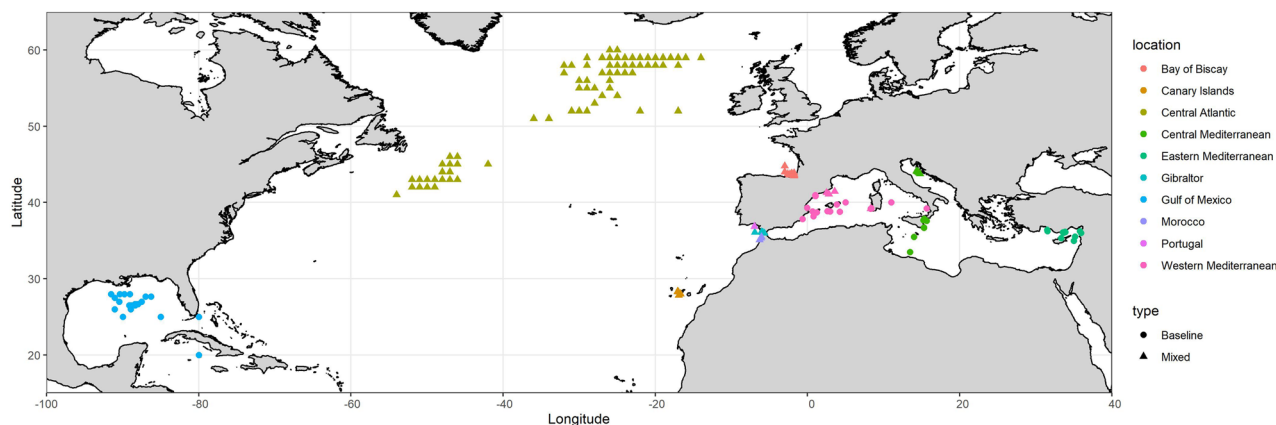 60
50
40
30
20
Latitude
-100
-80
-60
-40
-20
0
20
40
Longitude
location
Bay of Biscay
Canary Islands
Central Atlantic
Central Mediterranean
Eastern Mediterranean
Gibraltor
Gulf of Mexico
Morocco
Portugal
Western Mediterranean
type
Baseline
Mixed